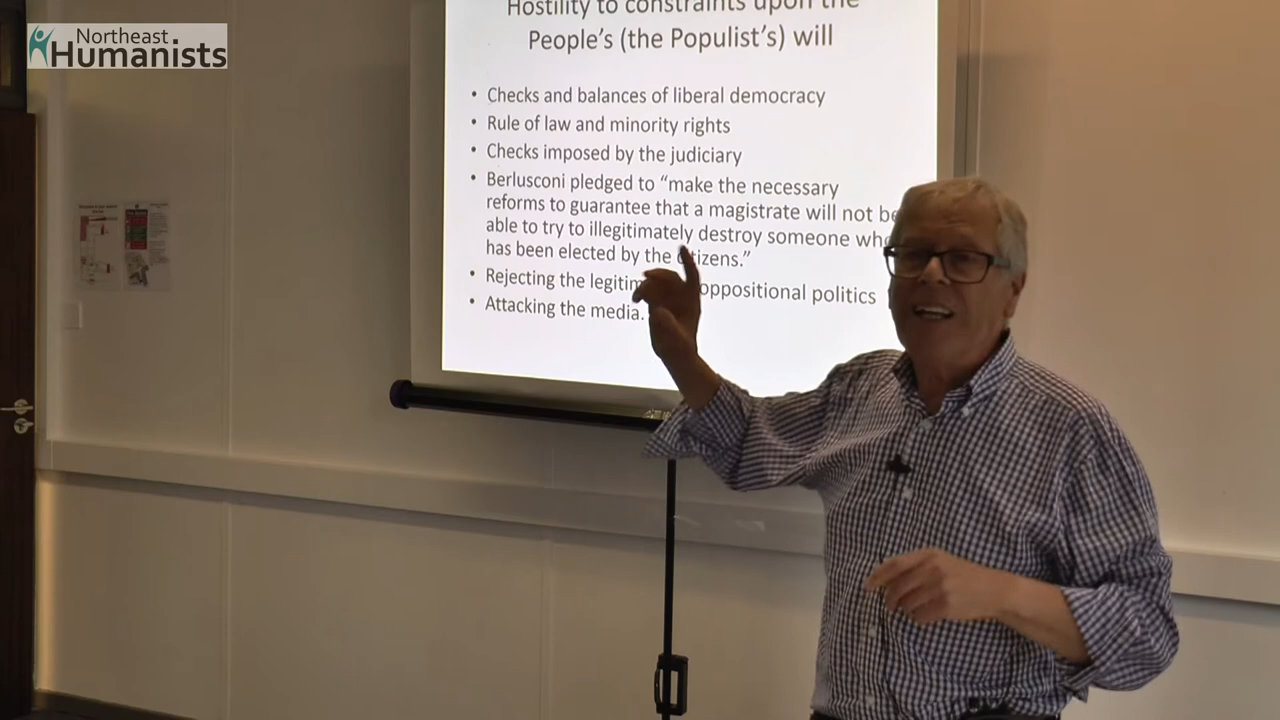 Northeast
Humanists
Hostility to constraints upon the
People's (the Populist's) will
• Checks and balances of liberal democracy
• Rule of law and minority rights
• Checks imposed by the judiciary
• Berlusconi pledged to “make the necessary
reforms to guarantee that a magistrate will not be
able to try to illegitimately destroy someone who
has been elected by the citizens.”
• Rejecting the oppositional politics
• Attacking the media.